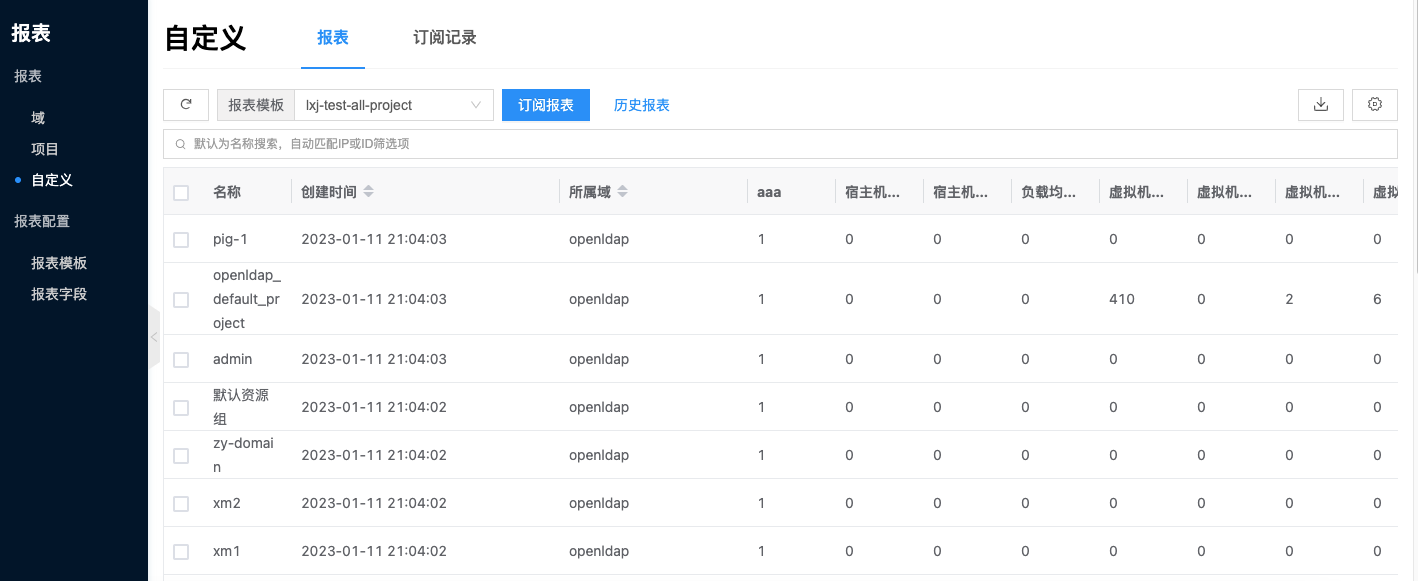 报表
报表
域
项目
自定义
报表配置
报表模板
报表字段
自定义 报表 订阅记录
报表模板 lxj-test-all-project 订阅报表 历史报表
默认为名称搜索，自动匹配IP或ID筛选项
名称 创建时间 所属域 aaa 宿主机... 宿主机... 负载均... 虚拟机... 虚拟机... 虚拟机... 虚拟
pig-1 2023-01-11 21:04:03 openldap 1 0 0 0 0 0 0 0
openldap_
default_pr 2023-01-11 21:04:03 openldap 1 0 0 0 410 0 2 6
oject
admin 2023-01-11 21:04:03 openldap 1 0 0 0 0 0 0 0
默认资源
组 2023-01-11 21:04:02 openldap 1 0 0 0 0 0 0 0
zy-domai
n 2023-01-11 21:04:02 openldap 1 0 0 0 0 0 0 0
xm2 2023-01-11 21:04:02 openldap 1 0 0 0 0 0 0 0
xm1 2023-01-11 21:04:02 openldap 1 0 0 0 0 0 0 0